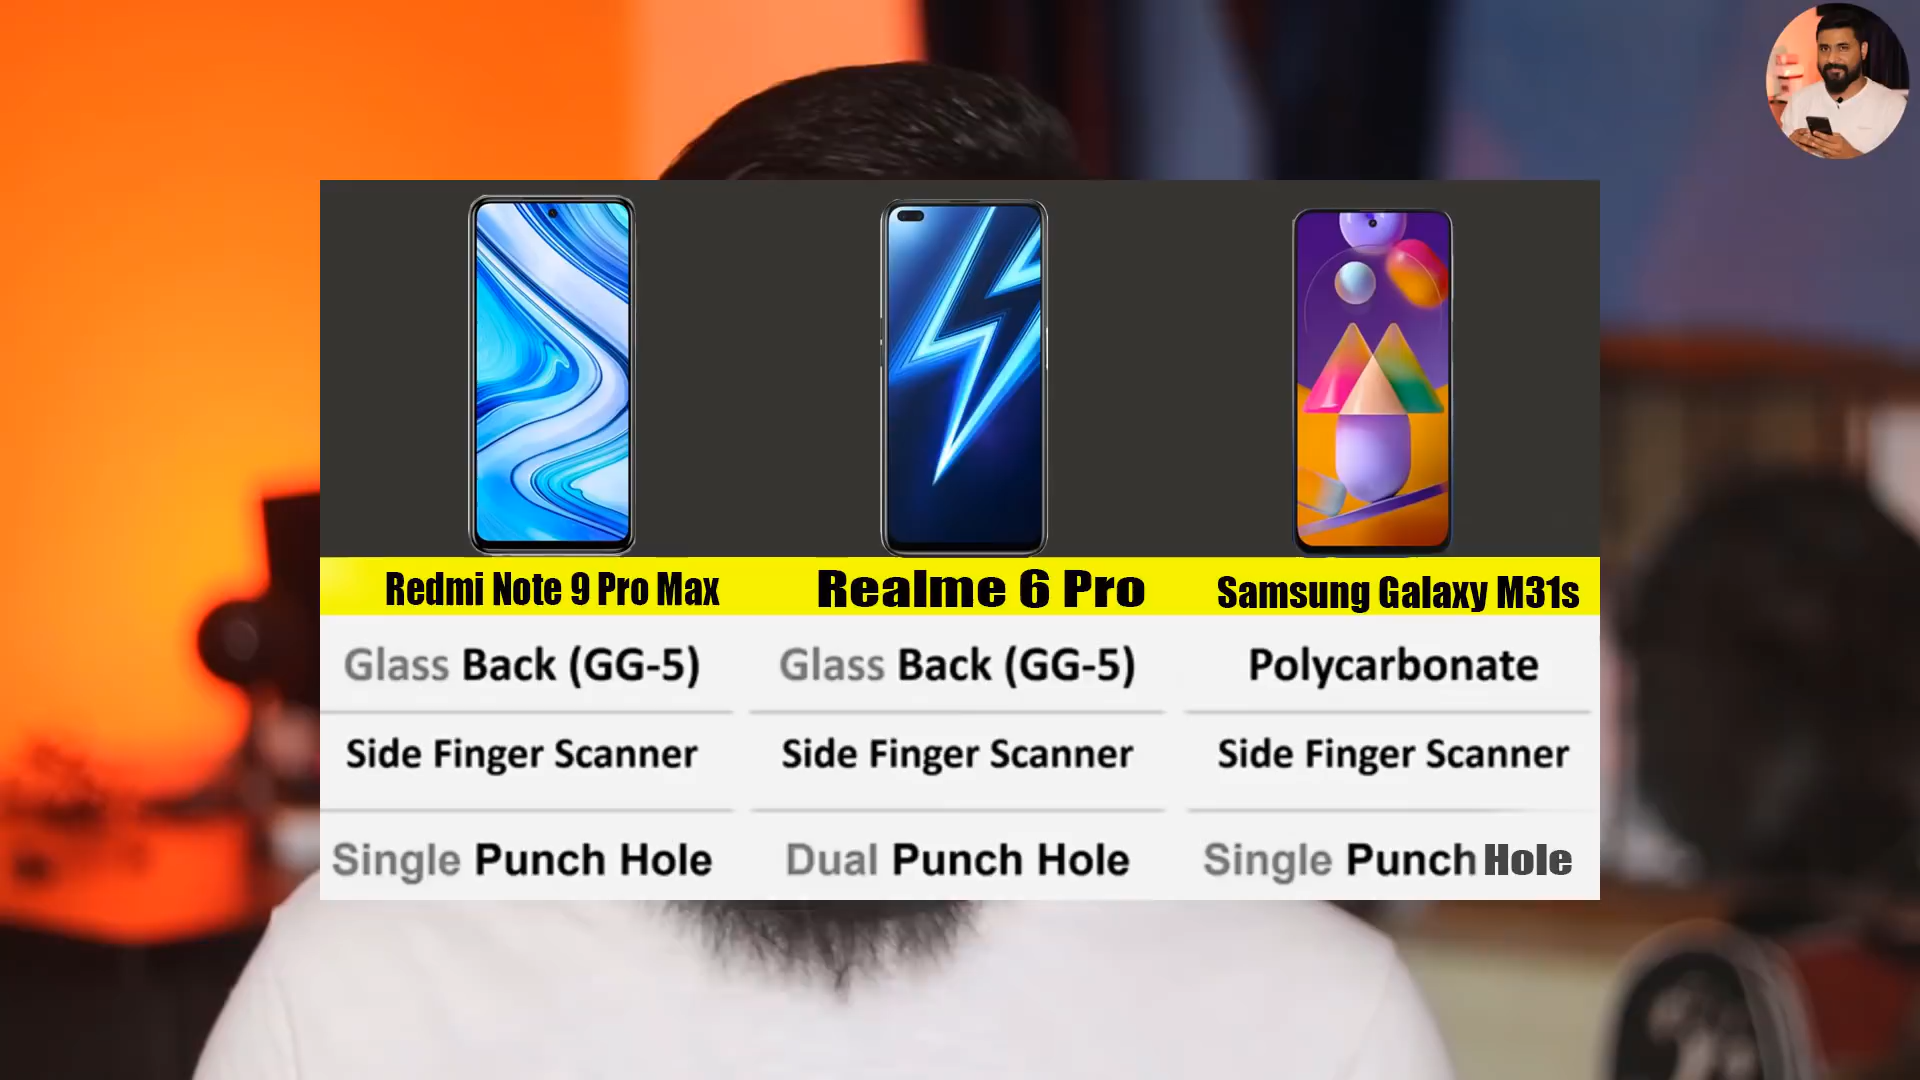 Redmi Note 9 Pro Max
Realme 6 Pro
Samsung Galaxy M31s
Glass Back (GG-5)
Glass Back (GG-5)
Polycarbonate
Side Finger Scanner
Side Finger Scanner
Side Finger Scanner
Single Punch Hole
Dual Punch Hole
Single Punch Hole